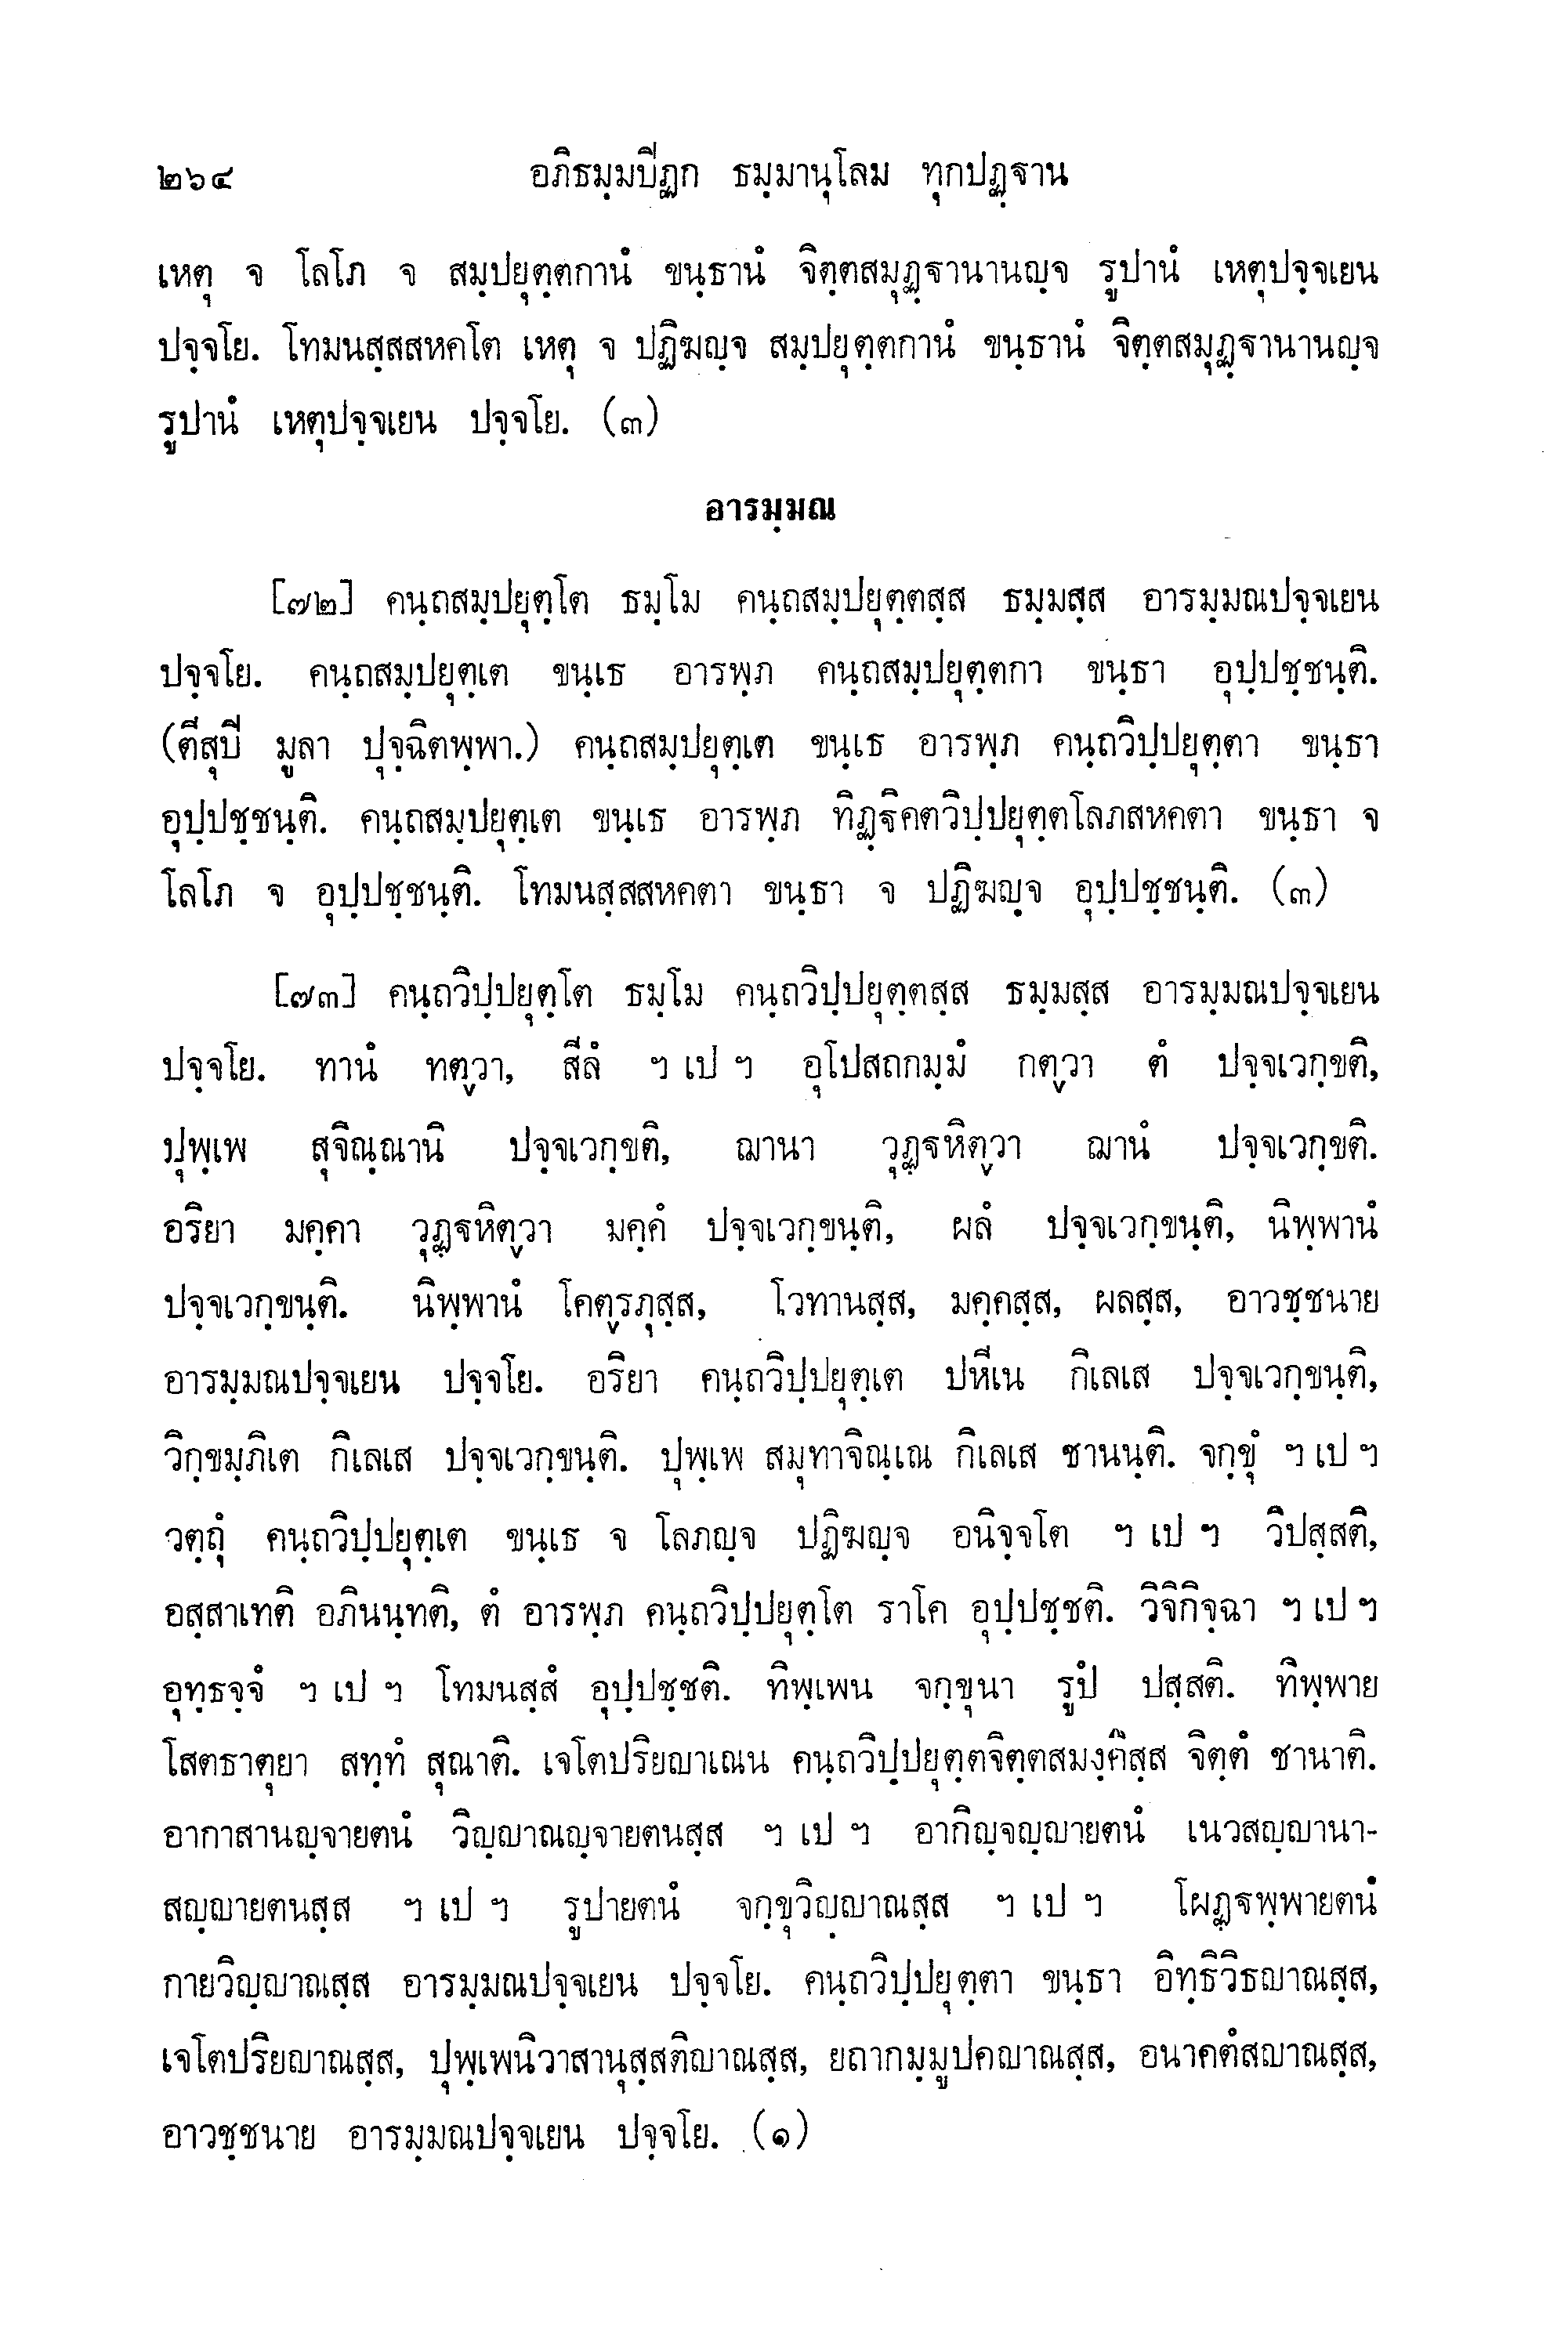 ๒๖๔ อภิธมฺมปิฏก ธมฺมานุโลม ทุกปฏฺฐาน
เหตุ จ โลโภ จ สมฺปยุตฺตกานํ ขนฺธานํ จิตฺตสมุฏฺฐานานญฺจ รูปานํ เหตุปจฺจเยน
ปจฺจโย. โทมนสฺสสหคโต เหตุ จ ปฏิฆญฺจ สมฺปยุตฺตกานํ ขนฺธานํ จิตฺตสมุฏฺฐานานญฺจ
รูปานํ เหตุปจฺจเยน ปจฺจโย. (๓)
อารมฺมณ
[๗๒] คนฺถสมฺปยุตฺโต ธมฺโม คนฺถสมฺปยุตฺตสฺส ธมฺมสฺส อารมฺมณปจฺจเยน
ปจฺจโย. คนฺถสมฺปยุตฺเต ขนฺเธ อารพฺภ คนฺถสมฺปยุตฺตกา ขนฺธา อุปฺปชฺชนฺติ.
(ตีสุปิ มูลา ปุจฺฉิตพฺพา.) คนฺถสมฺปยุตฺเต ขนฺเธ อารพฺภ คนฺถวิปฺปยุตฺตา ขนฺธา
อุปฺปชฺชนฺติ. คนฺถสมฺปยุตฺเต ขนฺเธ อารพฺภ ทิฏฺฐิคตวิปฺปยุตฺตโลภสหคตา ขนฺธา จ
โลโภ จ อุปฺปชฺชนฺติ. โทมนสฺสสหคตา ขนฺธา จ ปฏิฆญฺจ อุปฺปชฺชนฺติ. (๓)
[๗๓] คนฺถวิปฺปยุตฺโต ธมฺโม คนฺถวิปฺปยุตฺตสฺส ธมฺมสฺส อารมฺมณปจฺจเยน
ปจฺจโย. ทานํ ทตฺวา, สีลํ ฯ เป ฯ อุโปสถกมฺมํ กตฺวา ตํ ปจฺจเวกฺขติ,
ปุพฺเพ สุจิณฺณานิ ปจฺจเวกฺขติ, ฌานา วุฏฺฐหิตฺวา ฌานํ ปจฺจเวกฺขติ.
อริยา มคฺคา วุฏฺฐหิตฺวา มคฺคํ ปจฺจเวกฺขนฺติ, ผลํ ปจฺจเวกฺขนฺติ, นิพฺพานํ
ปจฺจเวกฺขนฺติ. นิพฺพานํ โคตฺรภุสฺส, โวทานสฺส, มคฺคสฺส, ผลสฺส, อาวชฺชนาย
อารมฺมณปจฺจเยน ปจฺจโย. อริยา คนฺถวิปฺปยุตฺเต ปหีเน กิเลเส ปจฺจเวกฺขนฺติ,
วิกฺขมฺภิเต กิเลเส ปจฺจเวกฺขนฺติ. ปุพฺเพ สมุทาจิณฺเณ กิเลเส ชานนฺติ. จกฺขุํ ฯ เป ฯ
วตฺถุํ คนฺถวิปฺปยุตฺเต ขนฺเธ จ โลภญฺจ ปฏิฆญฺจ อนิจฺจโต ฯ เป ฯ วิปสฺสติ,
อสฺสาเทติ อภินนฺทติ, ตํ อารพฺภ คนฺถวิปฺปยุตฺโต ราโค อุปฺปชฺชติ. วิจิกิจฺฉา ฯ เป ฯ
อุทฺธจฺจํ ฯ เป ฯ โทมนสฺสํ อุปฺปชฺชติ. ทิพฺเพน จกฺขุนา รูปํ ปสฺสติ. ทิพฺพาย
โสตธาตุยา สทฺทํ สุณาติ. เจโตปริยญาเณน คนฺถวิปฺปยุตฺตจิตฺตสมงฺคิสฺส จิตฺตํ ชานาติ.
อากาสานญฺจายตนํ วิญฺญาณญฺจายตนสฺส ฯ เป ฯ อากิญฺจญฺญายตนํ เนวสญฺญานา-
สญฺญายตนสฺส ฯ เป ฯ รูปายตนํ จกฺขุวิญฺญาณสฺส ฯ เป ฯ โผฏฺฐพฺพายตนํ
กายวิญฺญาณสฺส อารมฺมณปจฺจเยน ปจฺจโย. คนฺถวิปฺปยุตฺตา ขนฺธา อิทฺธิวิธญาณสฺส,
เจโตปริยญาณสฺส, ปุพฺเพนิวาสานุสฺสติญาณสฺส, ยถากมฺมูปคญาณสฺส, อนาคตํสญาณสฺส,
อาวชฺชนาย อารมฺมณปจฺจเยน ปจฺจโย. (๑)